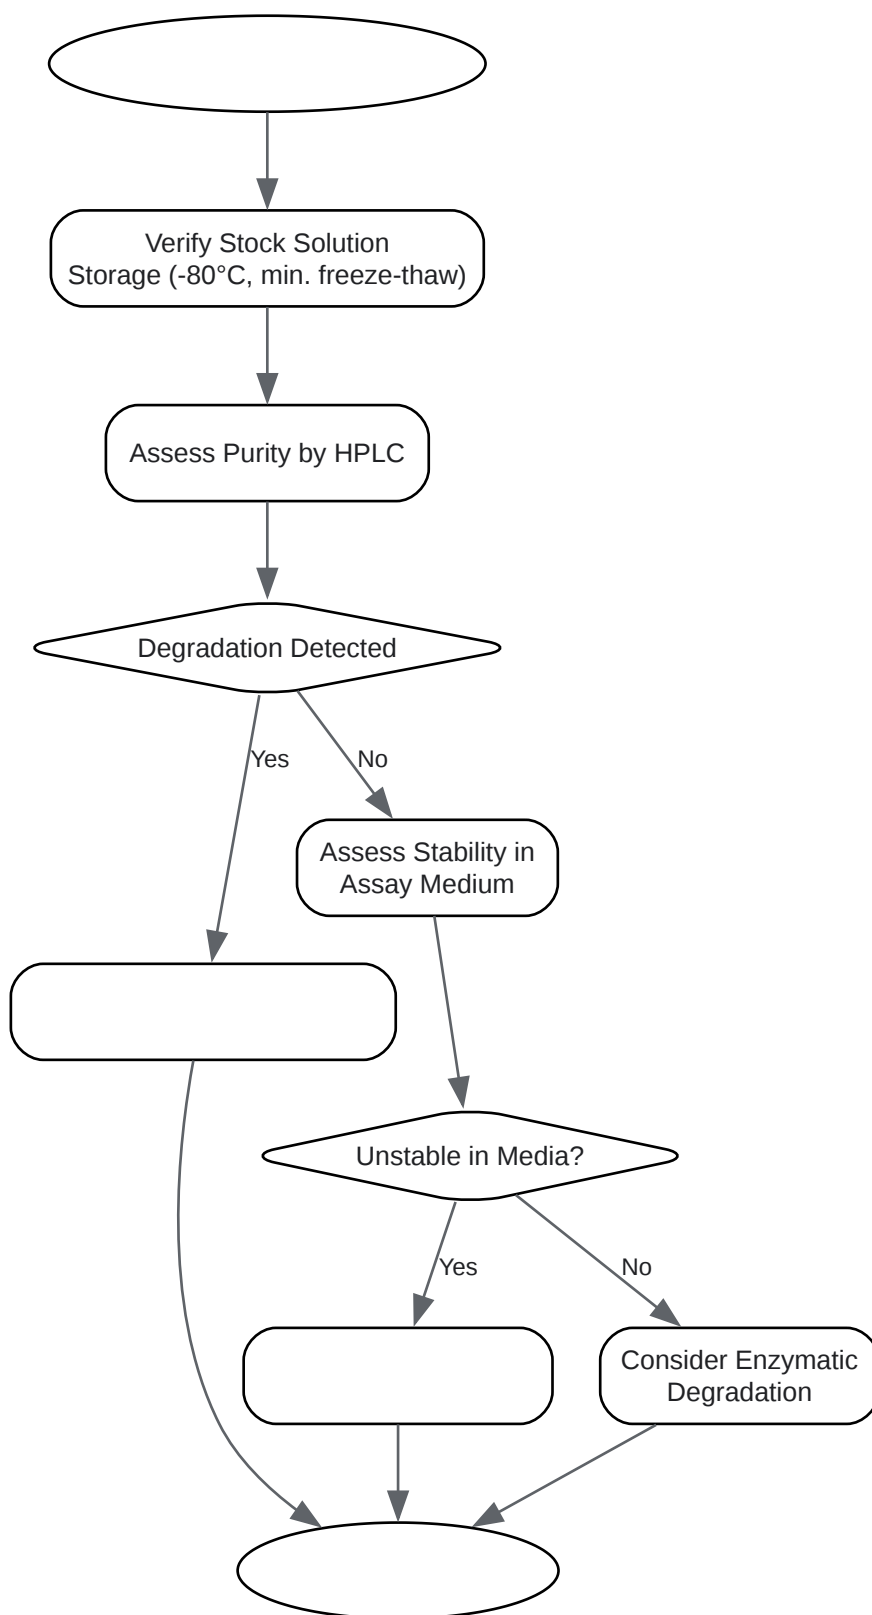 Verify Stock Solution
Storage (-80°C, min. freeze-thaw)
Assess Purity by HPLC
Degradation Detected
Yes
No
Assess Stability in
Assay Medium
Unstable in Media?
Yes
No
Consider Enzymatic
Degradation